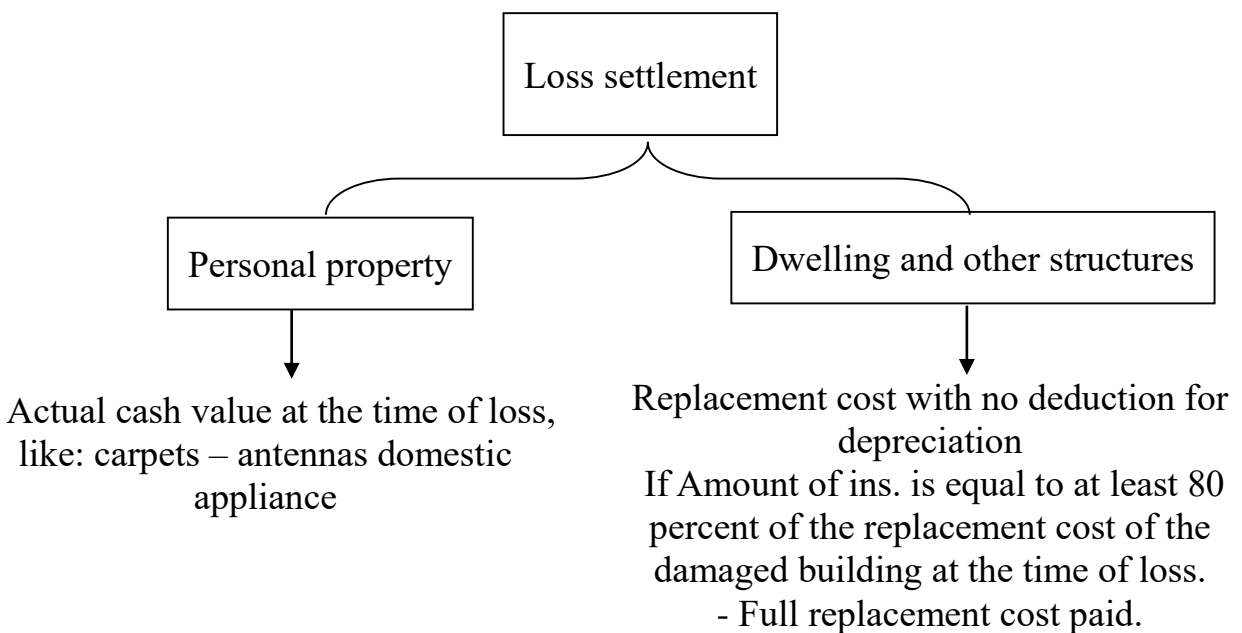 Loss settlement
Personal property
Actual cash value at the time of loss,
like: carpets – antennas domestic
appliance
Dwelling and other structures
Replacement cost with no deduction for
depreciation
If Amount of ins. is equal to at least 80
percent of the replacement cost of the
damaged building at the time of loss.
- Full replacement cost paid.